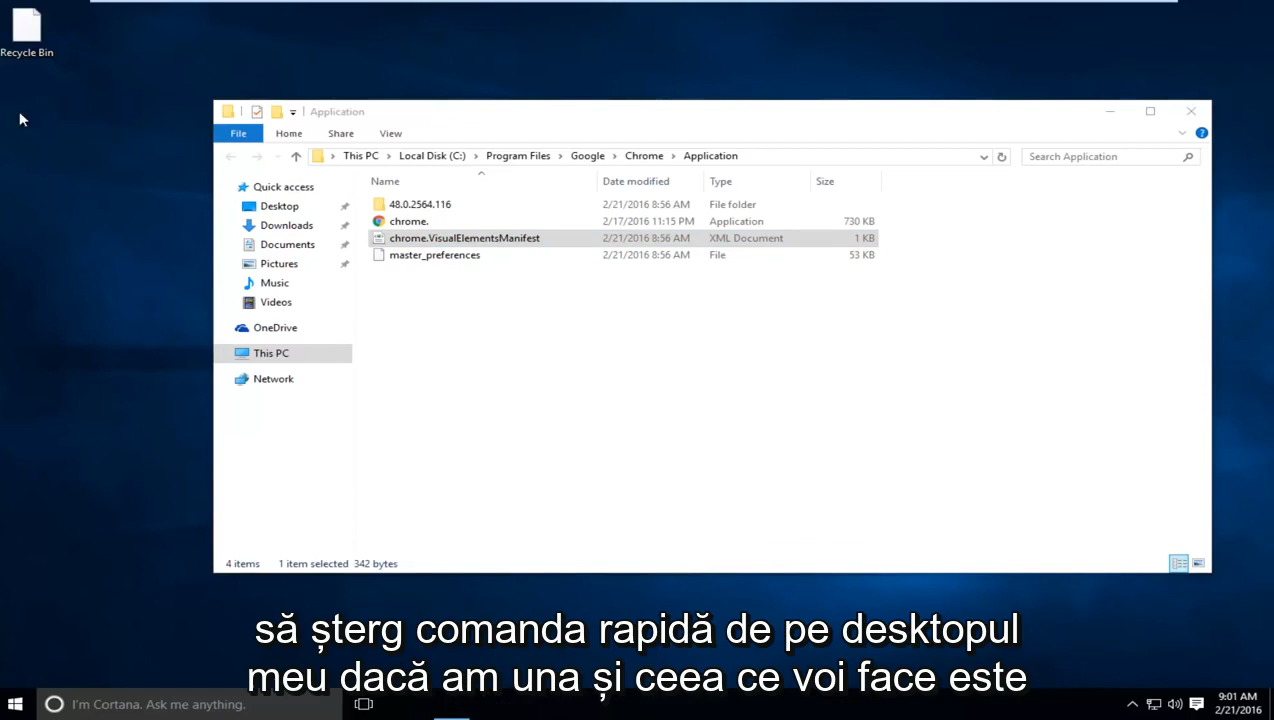 Recycle Bin
Application
File Home Share View
This PC Local Disk (C:) Program Files Google Chrome Application
Search Application
Name Date modified Type Size
Quick access
Desktop
Downloads
Documents
Pictures
Music
Videos
OneDrive
This PC
Network
48.0.2564.116 2/21/2016 8:56 AM File folder
chrome. 2/17/2016 11:15 PM Application 730 KB
chrome.VisualElementsManifest 2/21/2016 8:56 AM XML Document 1 KB
master_preferences 2/21/2016 8:56 AM File 53 KB
4 items 1 item selected 342 bytes
să șterg comanda rapidă de pe desktopul
meu dacă am una și ceea ce voi face este
I'm Cortana. Ask me anything.
9:01 AM
2/21/2016